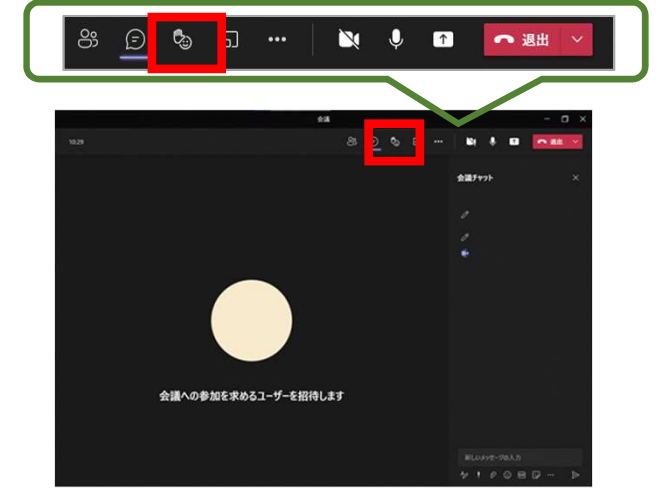 退出
会議
10:29
退出
会議チャット
会議への参加を求めるユーザーを招待します
新しいメッセージの入力